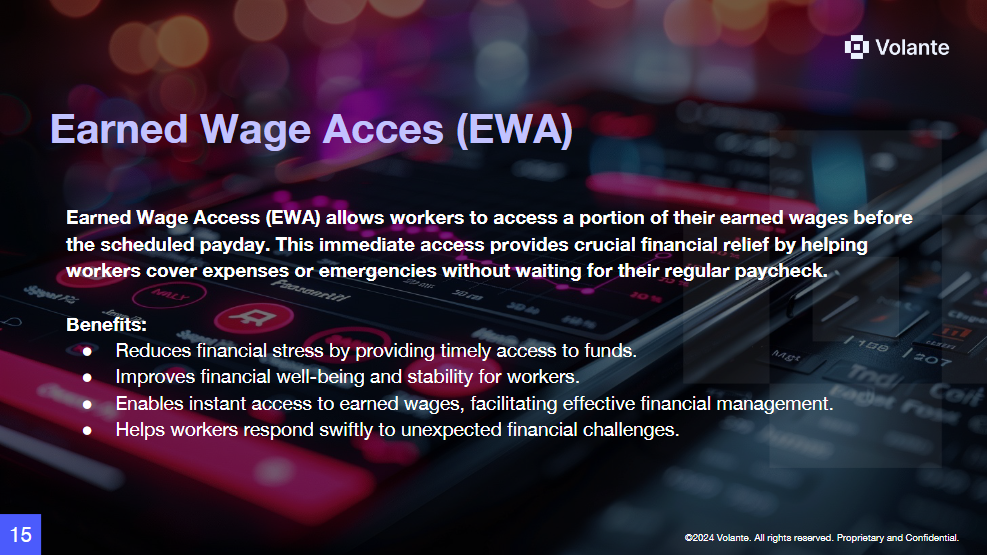 Volante
Earned Wage Acces (EWA)
Earned Wage Access (EWA) allows workers to access a portion of their earned wages before
the scheduled payday. This immediate access provides crucial financial relief by helping
workers cover expenses or emergencies without waiting for their regular paycheck.
Benefits:
● Reduces financial stress by providing timely access to funds.
● Improves financial well-being and stability for workers.
● Enables instant access to earned wages, facilitating effective financial management.
● Helps workers respond swiftly to unexpected financial challenges.
15
©2024 Volante. All rights reserved. Proprietary and Confidential.